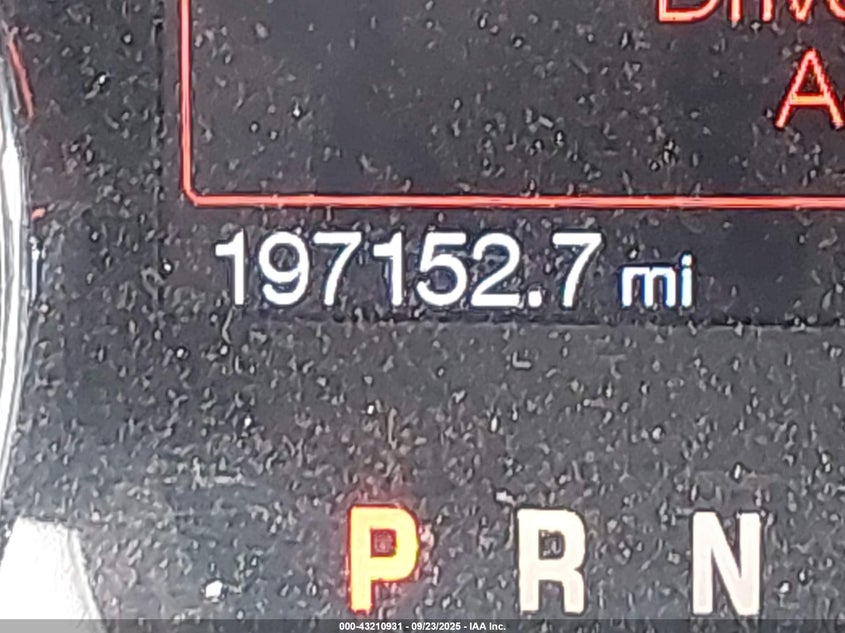 197152.7 mi
P R N
000-43210931 - 09/23/2025 - IAA Inc.